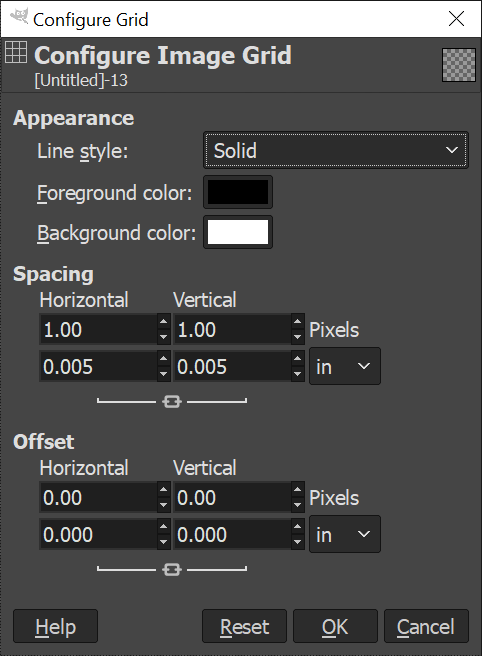 Configure Grid
Configure Image Grid
[Untitled]-13
Appearance
Line style: Solid
Foreground color:
Background color:
Spacing
Horizontal Vertical
1.00 1.00 Pixels
0.005 0.005 in
Offset
Horizontal Vertical
0.00 0.00 Pixels
0.000 0.000 in
Help Reset OK Cancel